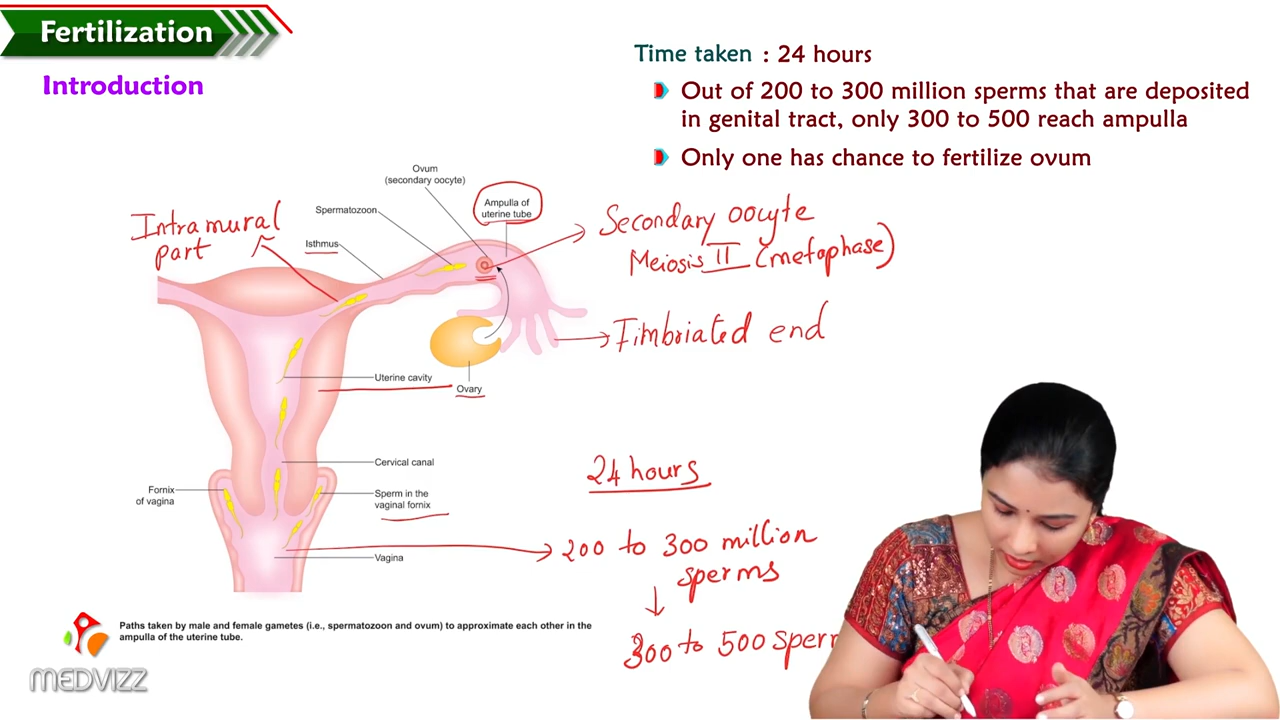 Fertilization
Introduction
Time taken : 24 hours
Out of 200 to 300 million sperms that are deposited
in genital tract, only 300 to 500 reach ampulla
Only one has chance to fertilize ovum
Ovum
(secondary oocyte)
Ampulla of
uterine tube
Spermatozoon
Isthmus
Intramural
part
Secondary oocyte
Meiosis II (metaphase)
Fimbriated end
Uterine cavity
Ovary
Cervical canal
Fornix
of vagina
Sperm in the
vaginal fornix
Vagina
24 hours
200 to 300 million
sperms
300 to 500 sperm
Paths taken by male and female gametes (i.e., spermatozoon and ovum) to approximate each other in the
ampulla of the uterine tube.
MEDVIZZ